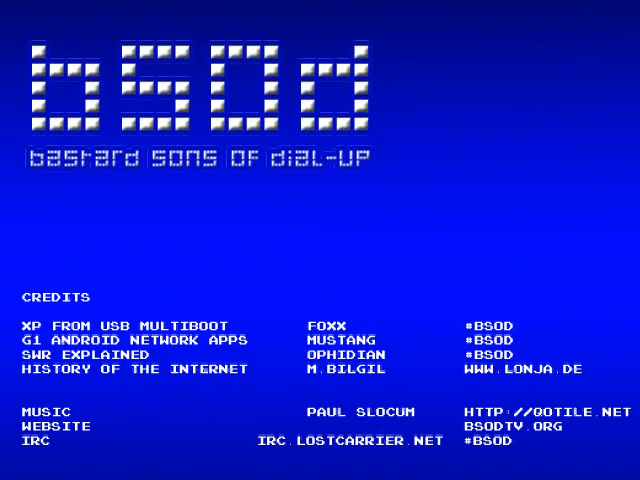 bSOd
bastard sons of dial-up
CREDITS
XP FROM USB MULTIBOOT FOXX #BSOD
G1 ANDROID NETWORK APPS MUSTANG #BSOD
SWR EXPLAINED OPHIDIAN #BSOD
HISTORY OF THE INTERNET M.BILGIL WWW.LONJA.DE
MUSIC PAUL SLOCUM HTTP://QOTILE.NET
WEBSITE BSODTV.ORG
IRC IRC.LOSTCARRIER.NET #BSOD